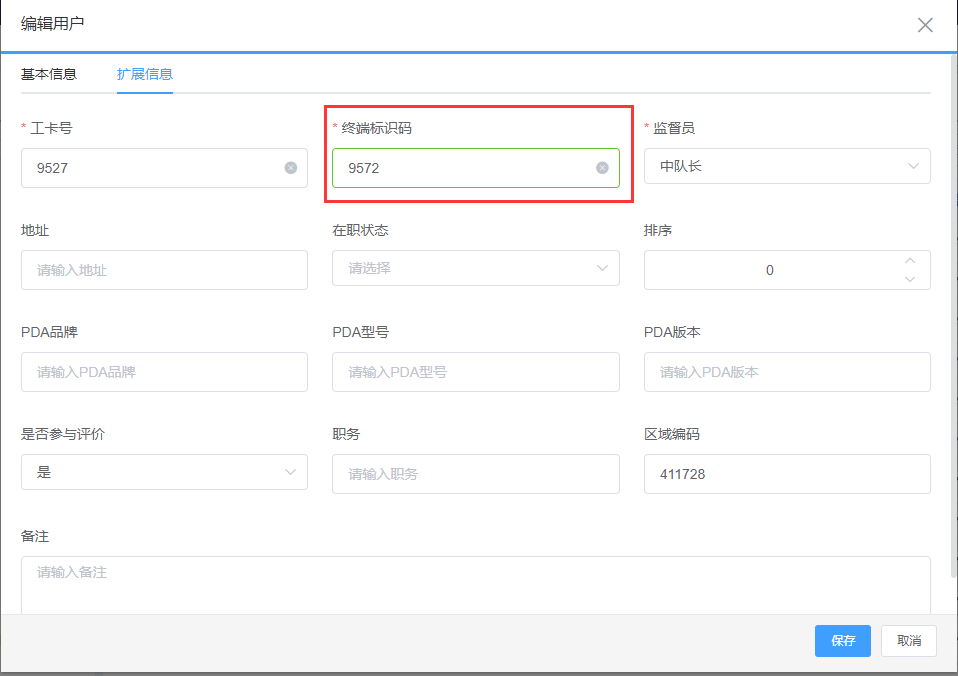 编辑用户
基本信息 扩展信息
* 工卡号 * 终端标识码 * 监督员
9527 9572 中队长
地址 在职状态 排序
请输入地址 请选择 0
PDA品牌 PDA型号 PDA版本
请输入PDA品牌 请输入PDA型号 请输入PDA版本
是否参与评价 职务 区域编码
是 请输入职务 411728
备注
请输入备注
保存 取消